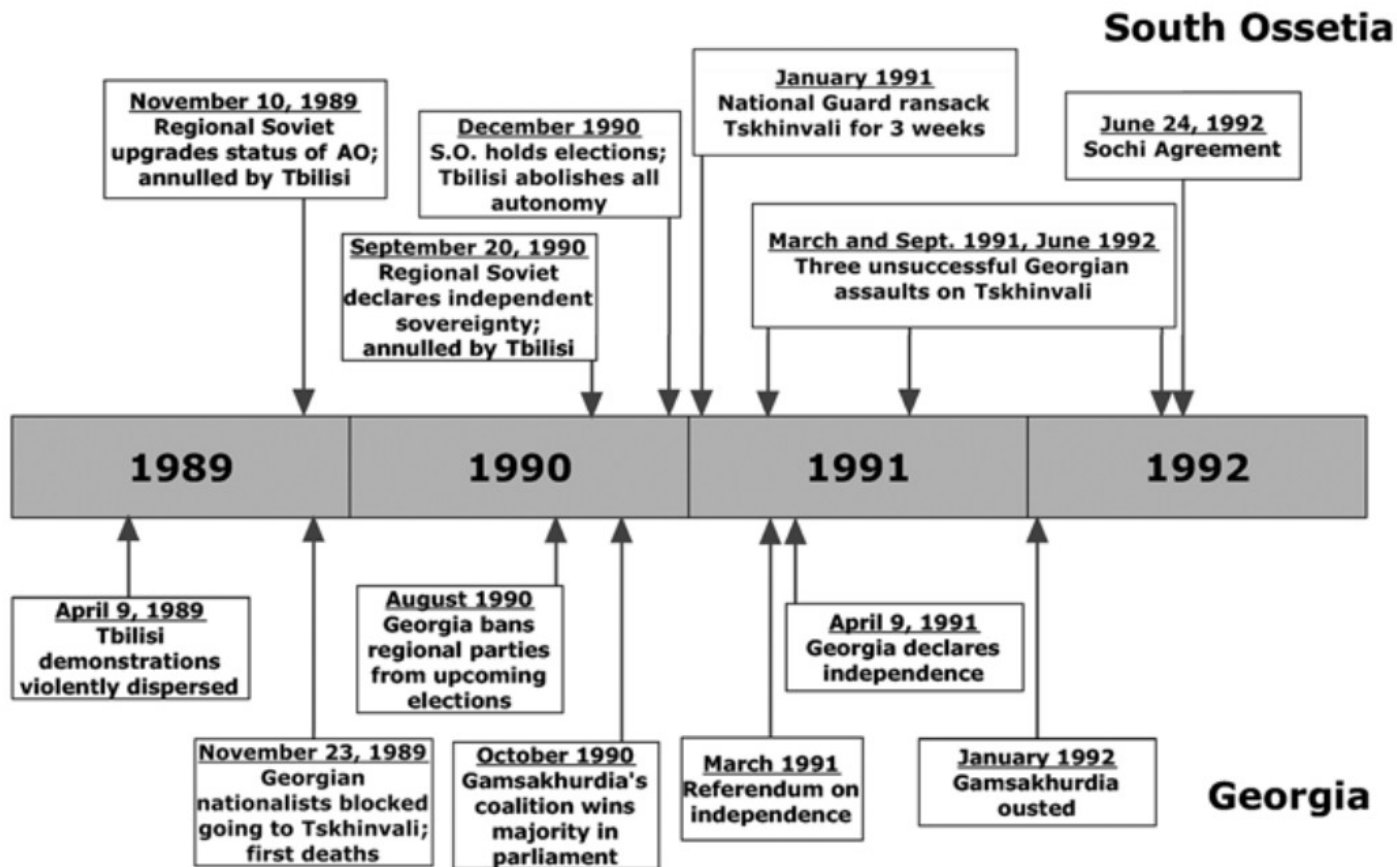 South Ossetia
November 10, 1989
Regional Soviet
upgrades status of AO;
annulled by Tbilisi
December 1990
S.O. holds elections;
Tbilisi abolishes all
autonomy
September 20, 1990
Regional Soviet
declares independent
sovereignty;
annulled by Tbilisi
January 1991
National Guard ransack
Tskhinvali for 3 weeks
March and Sept. 1991, June 1992
Three unsuccessful Georgian
assaults on Tskhinvali
June 24, 1992
Sochi Agreement
1989
1990
1991
1992
April 9, 1989
Tbilisi
demonstrations
violently dispersed
November 23, 1989
Georgian
nationalists blocked
going to Tskhinvali;
first deaths
August 1990
Georgia bans
regional parties
from upcoming
elections
October 1990
Gamsakhurdia's
coalition wins
majority in
parliament
March 1991
Referendum on
independence
April 9, 1991
Georgia declares
independence
January 1992
Gamsakhurdia
ousted
Georgia